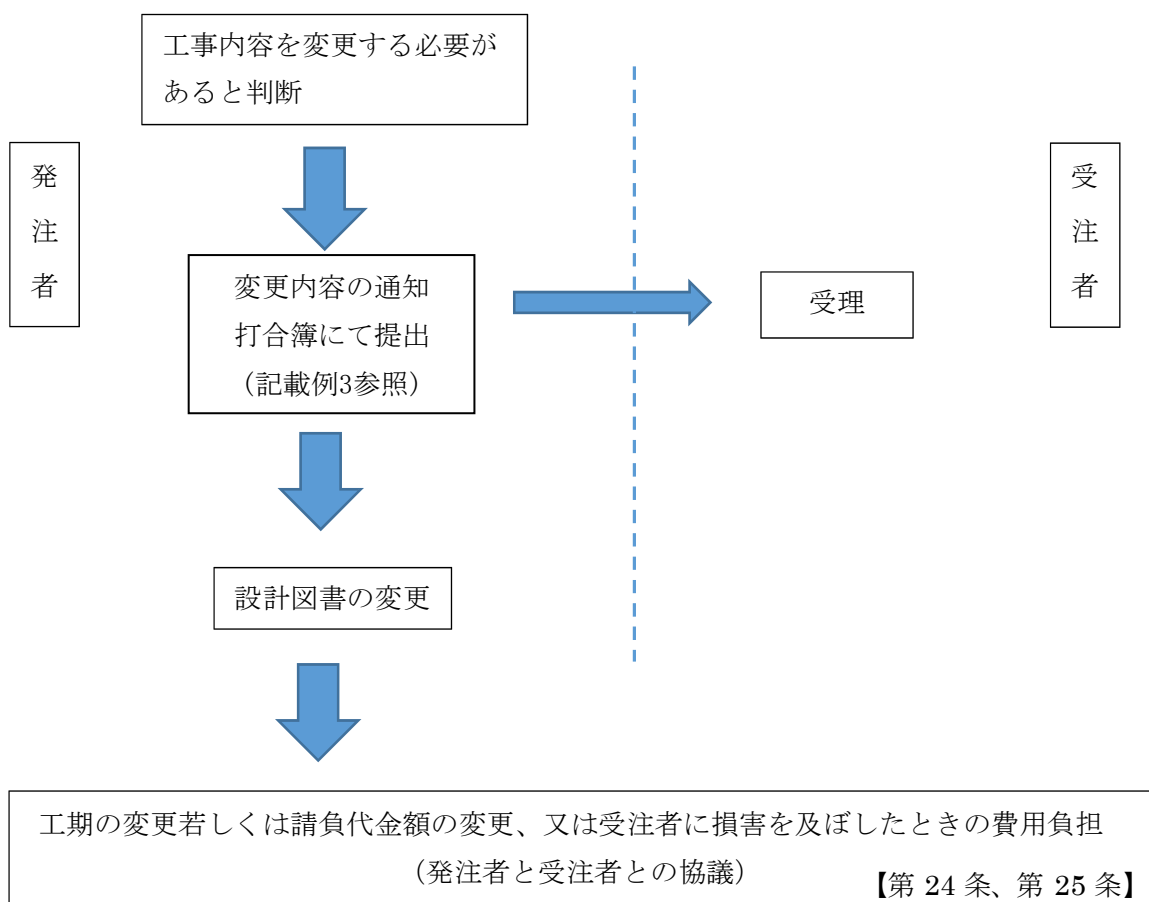 工事内容を変更する必要が
あると判断
発注者
受注者
変更内容の通知
打合簿にて提出
（記載例3参照）
受理
設計図書の変更
工期の変更若しくは請負代金額の変更、又は受注者に損害を及ぼしたときの費用負担
（発注者と受注者との協議）
【第 24 条、第 25 条】